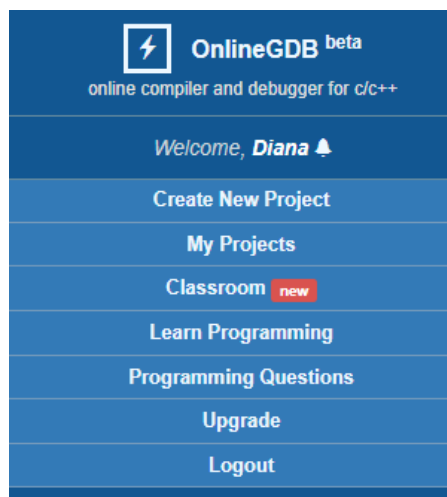 OnlineGDB beta
online compiler and debugger for c/c++
Welcome, Diana
Create New Project
My Projects
Classroom new
Learn Programming
Programming Questions
Upgrade
Logout